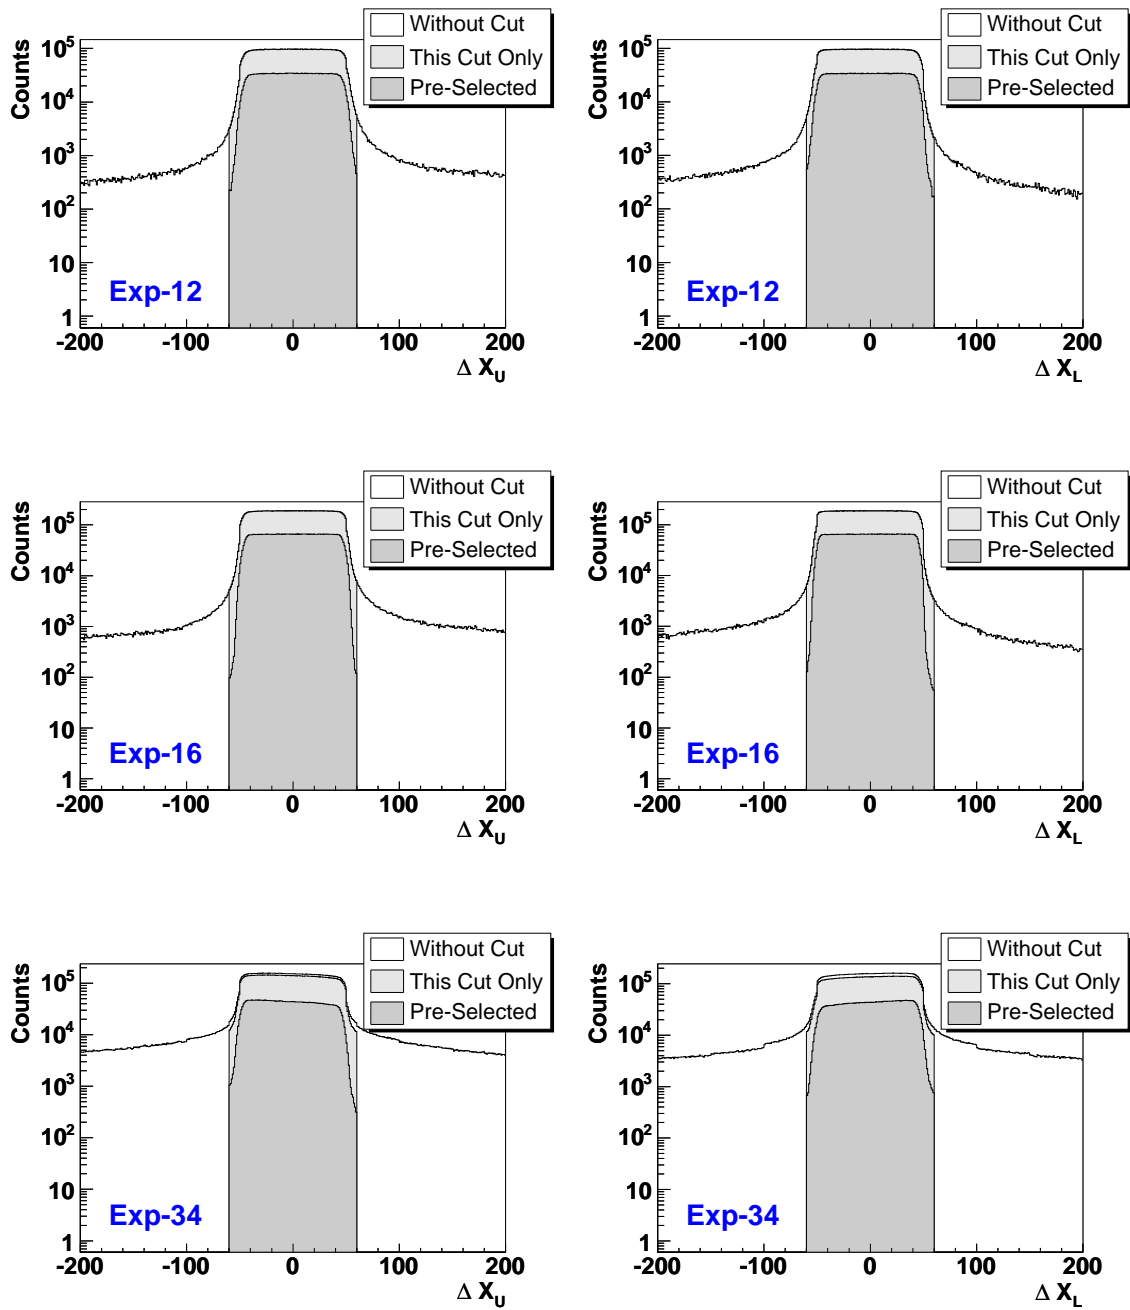 Without Cut
This Cut Only
Pre-Selected
Counts
10⁵
10⁴
10³
10²
10
1
Exp-12
-200 -100 0 100 200
Δ X_U
Without Cut
This Cut Only
Pre-Selected
Counts
10⁵
10⁴
10³
10²
10
1
Exp-12
-200 -100 0 100 200
Δ X_L
Without Cut
This Cut Only
Pre-Selected
Counts
10⁵
10⁴
10³
10²
10
1
Exp-16
-200 -100 0 100 200
Δ X_U
Without Cut
This Cut Only
Pre-Selected
Counts
10⁵
10⁴
10³
10²
10
1
Exp-16
-200 -100 0 100 200
Δ X_L
Without Cut
This Cut Only
Pre-Selected
Counts
10⁵
10⁴
10³
10²
10
1
Exp-34
-200 -100 0 100 200
Δ X_U
Without Cut
This Cut Only
Pre-Selected
Counts
10⁵
10⁴
10³
10²
10
1
Exp-34
-200 -100 0 100 200
Δ X_L